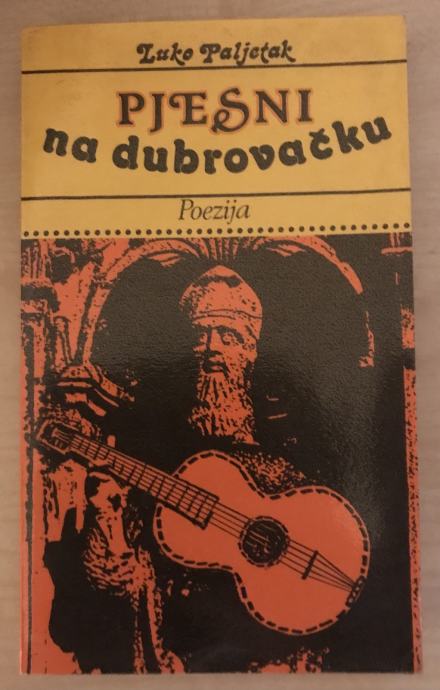 Luko Paljetak
PJESNI
na dubrovačku
Poezija